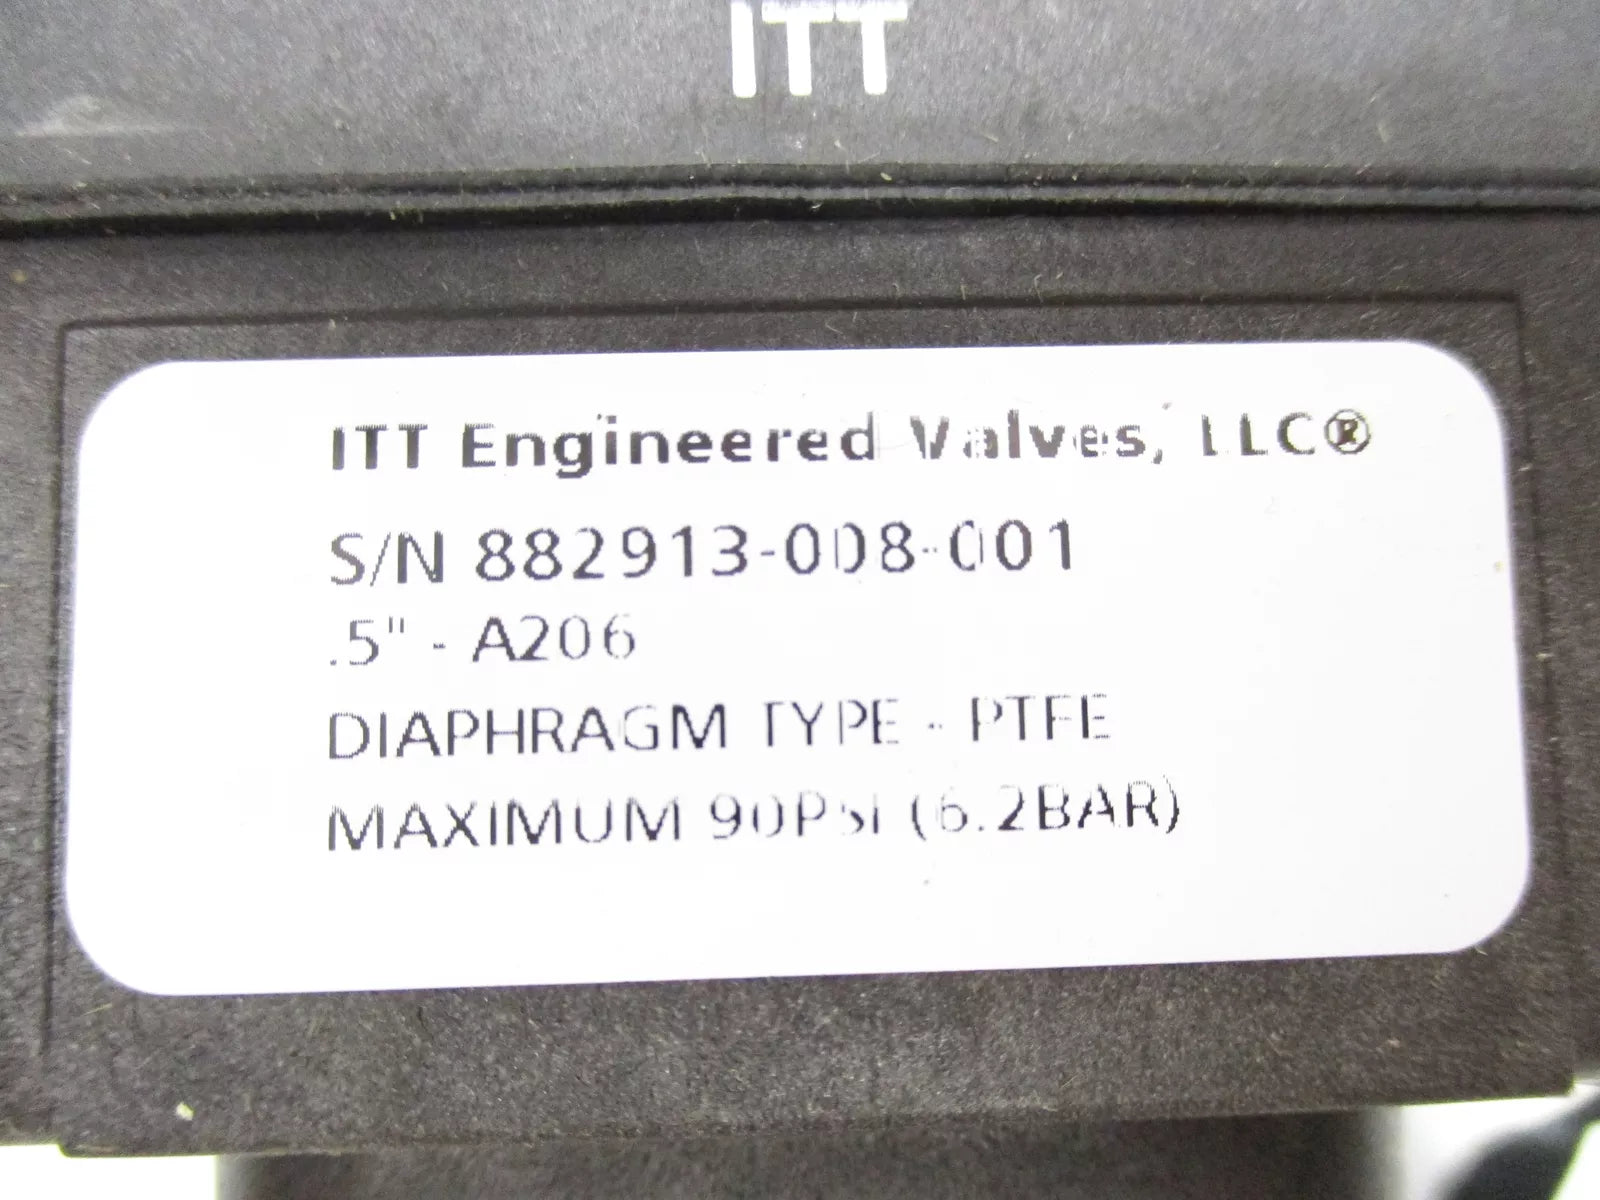 ITT
ITT Engineered Valves, LLC®
S/N 882913-008-001
.5" - A206
DIAPHRAGM TYPE - PTFE
MAXIMUM 90PSI (6.2BAR)